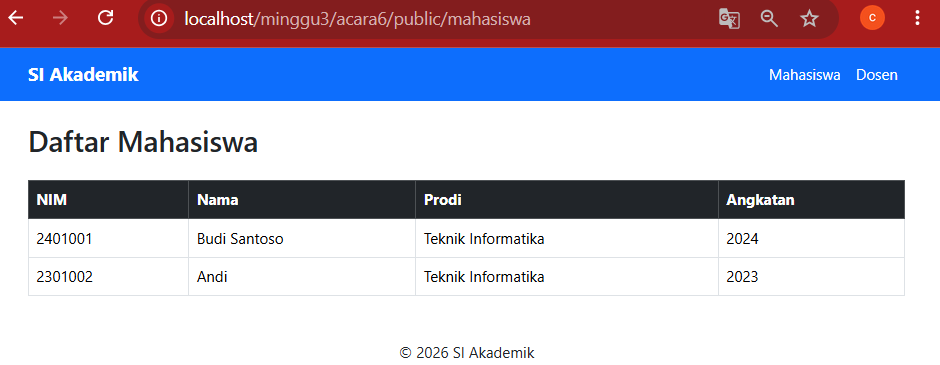 localhost/minggu3/acara6/public/mahasiswa
C
SI Akademik
Mahasiswa Dosen
Daftar Mahasiswa
NIM Nama Prodi Angkatan
2401001 Budi Santoso Teknik Informatika 2024
2301002 Andi Teknik Informatika 2023
© 2026 SI Akademik